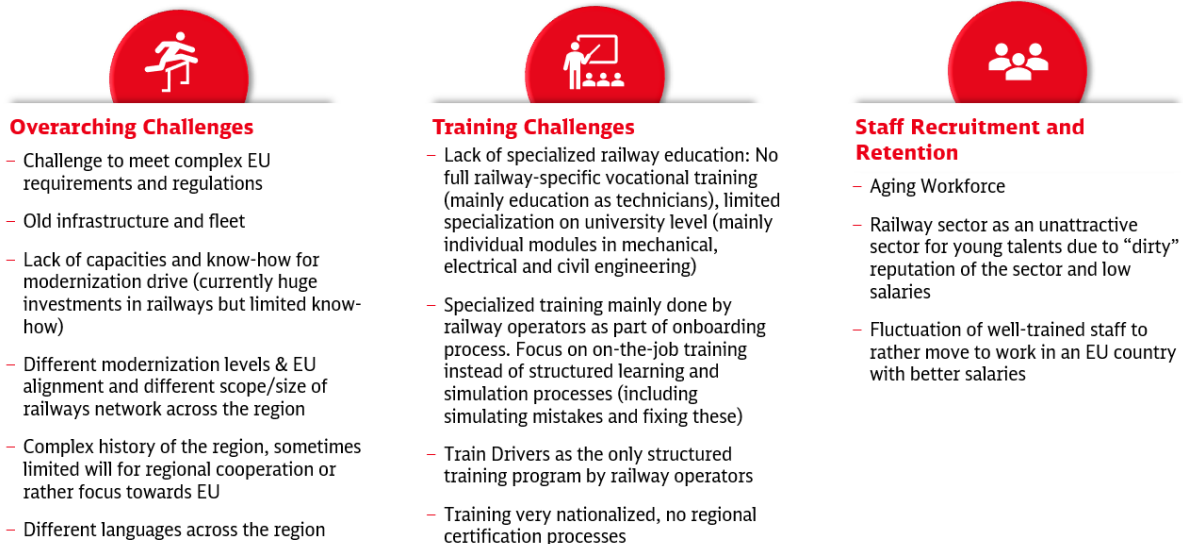 Overarching Challenges
– Challenge to meet complex EU
requirements and regulations
– Old infrastructure and fleet
– Lack of capacities and know-how for
modernization drive (currently huge
investments in railways but limited know-
how)
– Different modernization levels & EU
alignment and different scope/size of
railways network across the region
– Complex history of the region, sometimes
limited will for regional cooperation or
rather focus towards EU
– Different languages across the region
Training Challenges
– Lack of specialized railway education: No
full railway-specific vocational training
(mainly education as technicians), limited
specialization on university level (mainly
individual modules in mechanical,
electrical and civil engineering)
– Specialized training mainly done by
railway operators as part of onboarding
process. Focus on on-the-job training
instead of structured learning and
simulation processes (including
simulating mistakes and fixing these)
– Train Drivers as the only structured
training program by railway operators
– Training very nationalized, no regional
certification processes
Staff Recruitment and
Retention
– Aging Workforce
– Railway sector as an unattractive
sector for young talents due to “dirty”
reputation of the sector and low
salaries
– Fluctuation of well-trained staff to
rather move to work in an EU country
with better salaries